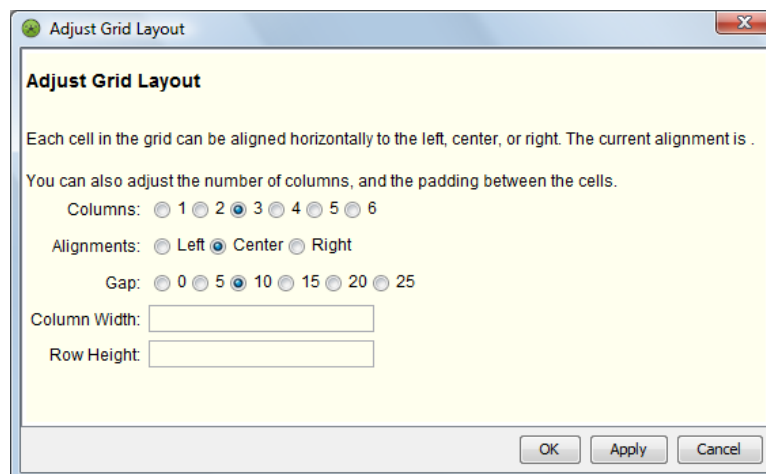 Adjust Grid Layout
Adjust Grid Layout
Each cell in the grid can be aligned horizontally to the left, center, or right. The current alignment is .
You can also adjust the number of columns, and the padding between the cells.
Columns: 1 2 3 4 5 6
Alignments: Left Center Right
Gap: 0 5 10 15 20 25
Column Width:
Row Height:
OK Apply Cancel